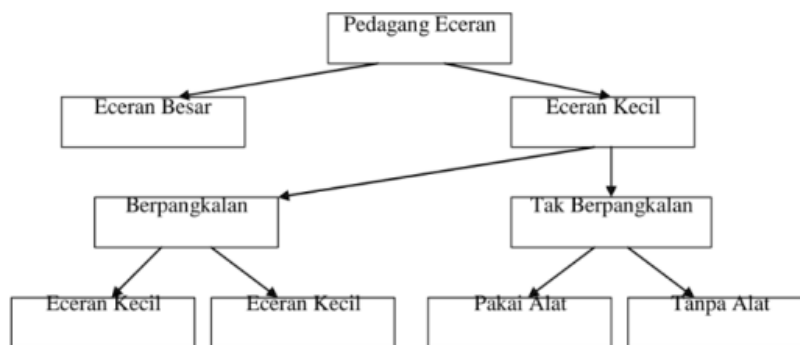 Pedagang Eceran
Eceran Besar
Eceran Kecil
Berpangkalan
Tak Berpangkalan
Eceran Kecil
Eceran Kecil
Pakai Alat
Tanpa Alat